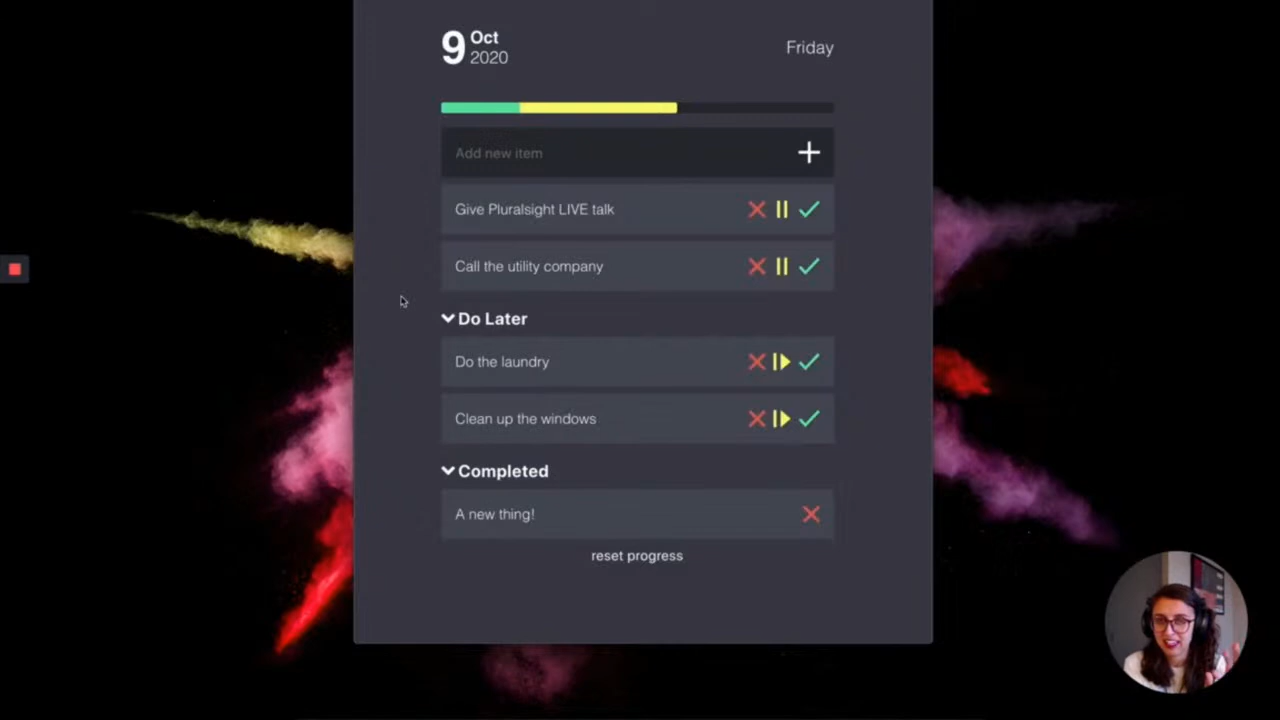 9 Oct
2020
Friday
Add new item
Give Pluralsight LIVE talk
Call the utility company
Do Later
Do the laundry
Clean up the windows
Completed
A new thing!
reset progress